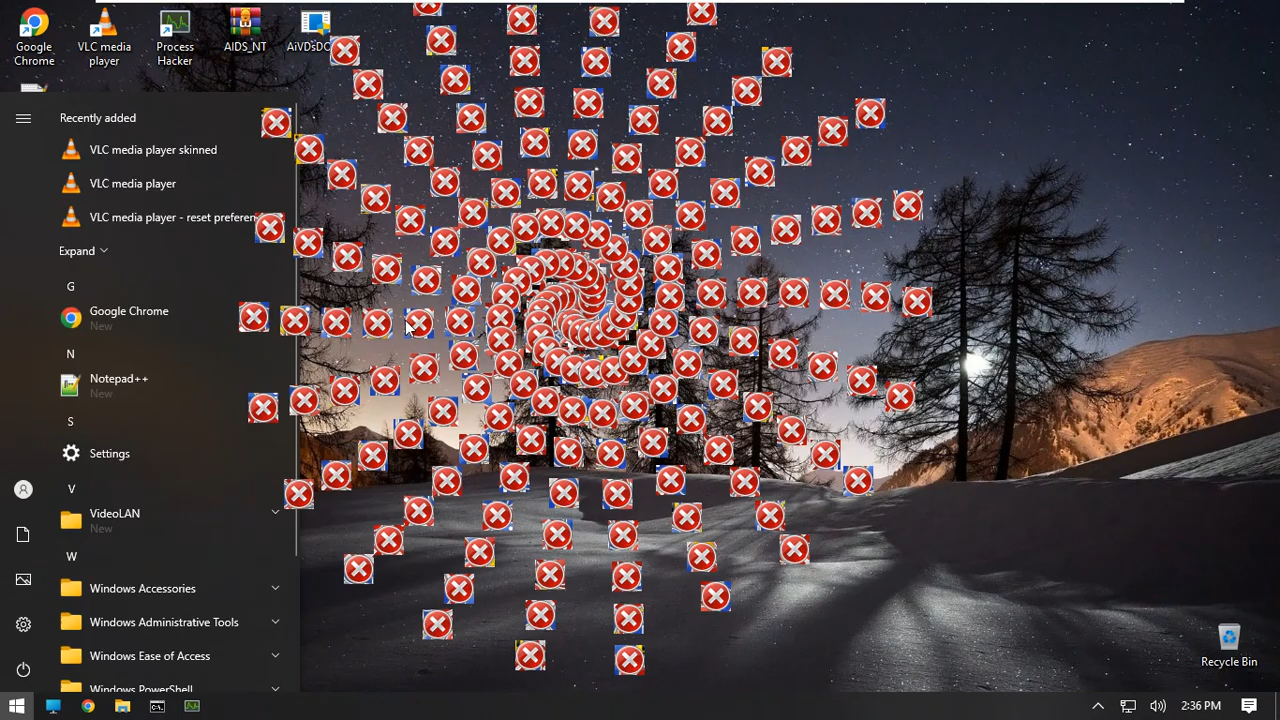 Google
Chrome
VLC media
player
Process
Hacker
AIDS_NT
Recently added
VLC media player skinned
VLC media player
VLC media player - reset preferen
Expand
G
Google Chrome
New
N
Notepad++
New
S
Settings
V
VideoLAN
New
W
Windows Accessories
Windows Administrative Tools
Windows Ease of Access
Windows PowerShell
Recycle Bin
2:36 PM